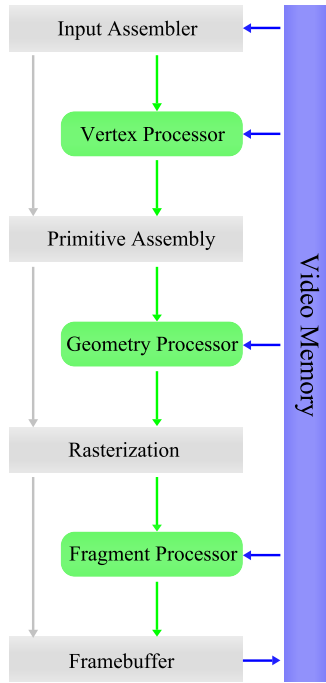 Input Assembler
Vertex Processor
Primitive Assembly
Geometry Processor
Rasterization
Fragment Processor
Framebuffer
Video Memory